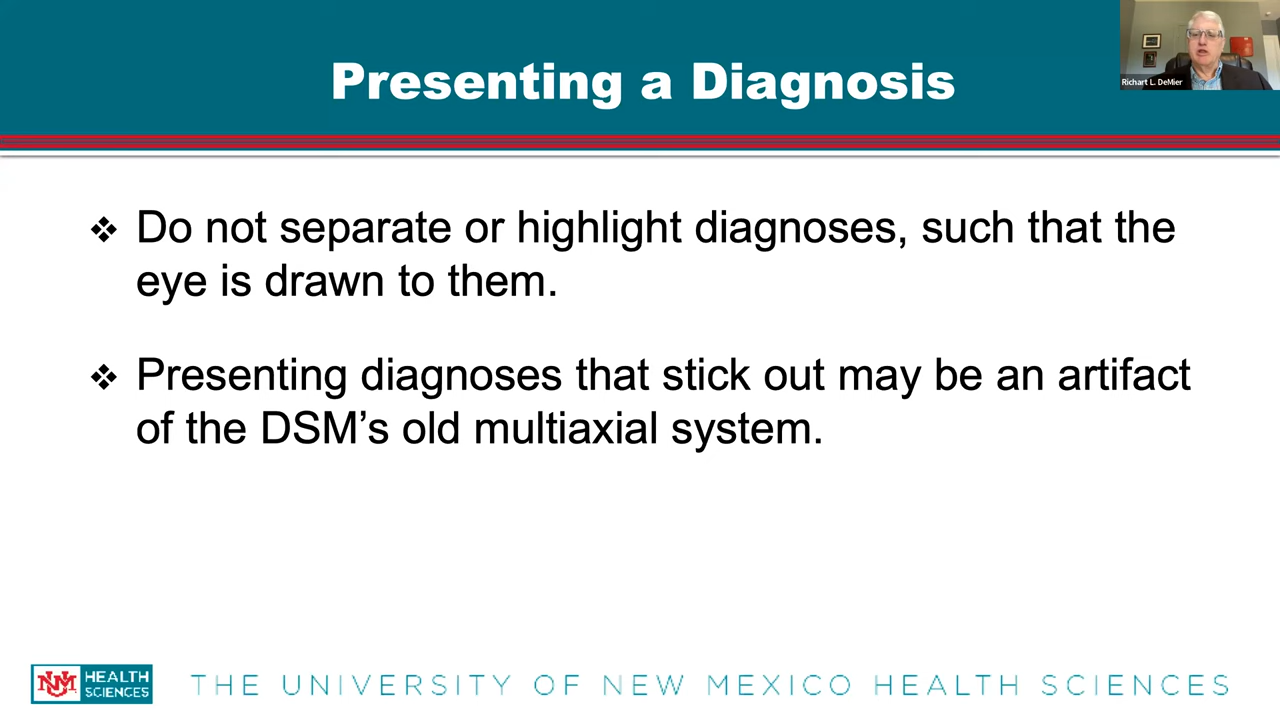 Presenting a Diagnosis
Richart L. DeMier
❖ Do not separate or highlight diagnoses, such that the
eye is drawn to them.
❖ Presenting diagnoses that stick out may be an artifact
of the DSM’s old multiaxial system.
UNM HEALTH
SCIENCES
THE UNIVERSITY OF NEW MEXICO HEALTH SCIENCES